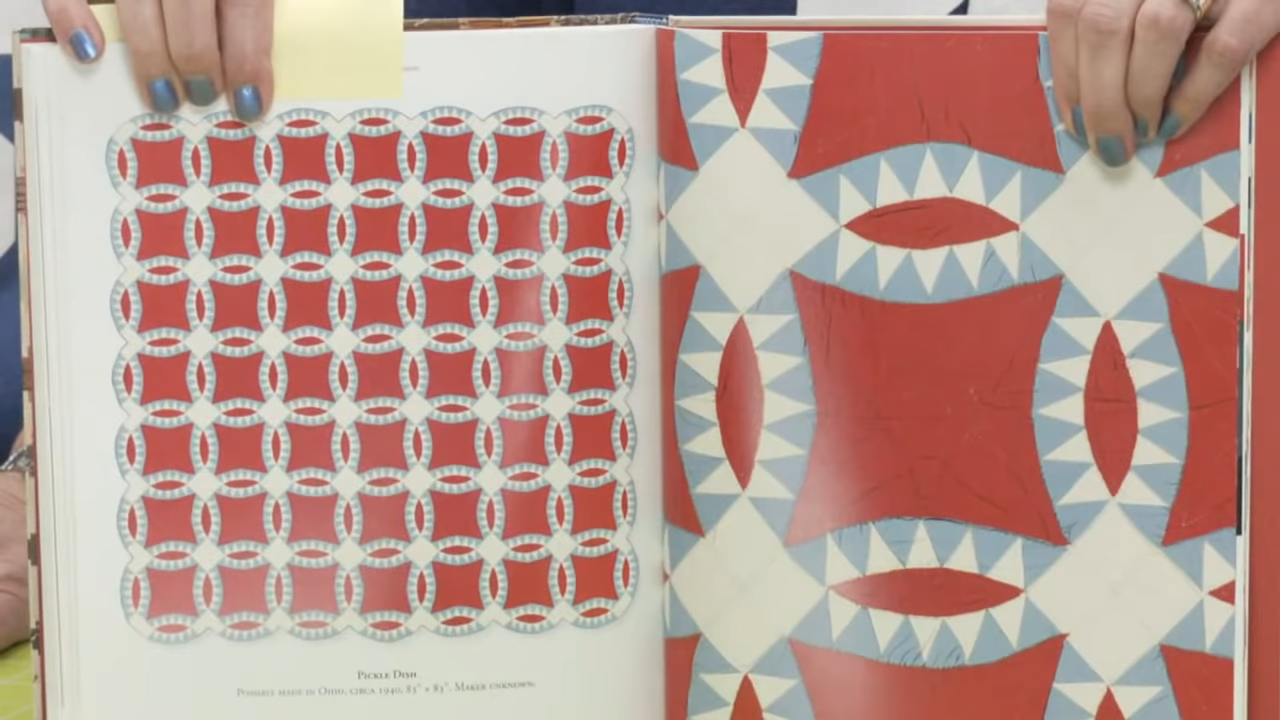 Pickle Dish
Possibly made in Ohio, circa 1940, 83" x 83". Maker unknown.